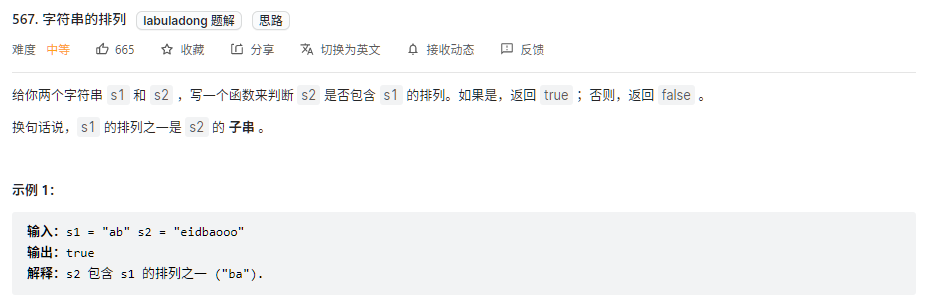 567. 字符串的排列 labuladong 题解 思路
难度 中等 665 收藏 分享 切换为英文 接收动态 反馈
给你两个字符串 s1 和 s2 ，写一个函数来判断 s2 是否包含 s1 的排列。如果是，返回 true ；否则，返回 false 。
换句话说，s1 的排列之一是 s2 的 子串 。
示例 1：
输入：s1 = "ab" s2 = "eidbaooo"
输出：true
解释：s2 包含 s1 的排列之一 ("ba").